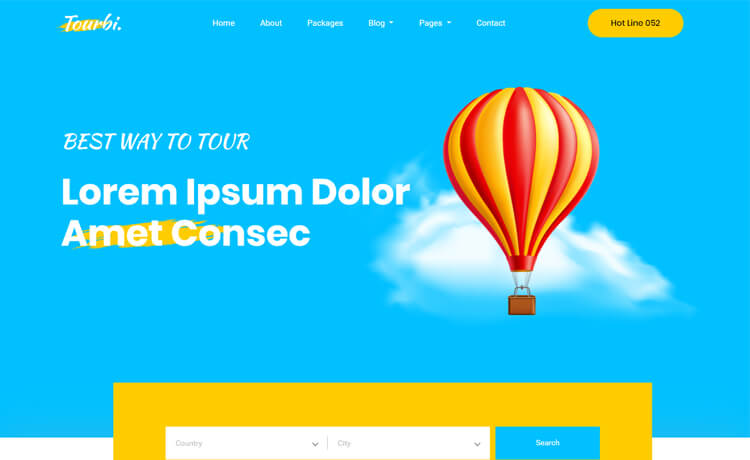 Tourbi.
Home About Packages Blog Pages Contact
Hot Line 052
BEST WAY TO TOUR
Lorem Ipsum Dolor
Amet Consec
Country City Search